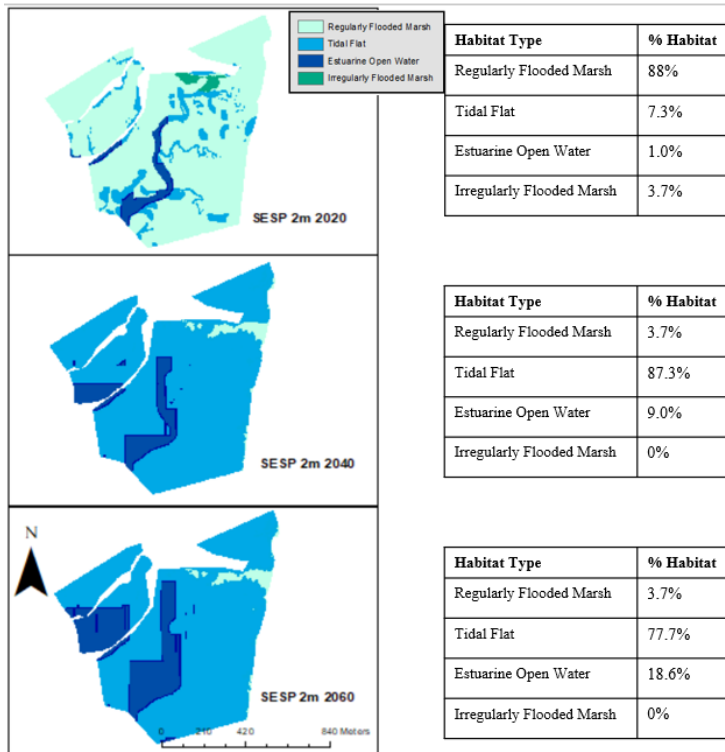 Regularly Flooded Marsh
Tidal Flat
Estuarine Open Water
Irregularly Flooded Marsh
SESP 2m 2020
Habitat Type % Habitat
Regularly Flooded Marsh 88%
Tidal Flat 7.3%
Estuarine Open Water 1.0%
Irregularly Flooded Marsh 3.7%
SESP 2m 2040
Habitat Type % Habitat
Regularly Flooded Marsh 3.7%
Tidal Flat 87.3%
Estuarine Open Water 9.0%
Irregularly Flooded Marsh 0%
N
SESP 2m 2060
0 210 420 840 Meters
Habitat Type % Habitat
Regularly Flooded Marsh 3.7%
Tidal Flat 77.7%
Estuarine Open Water 18.6%
Irregularly Flooded Marsh 0%